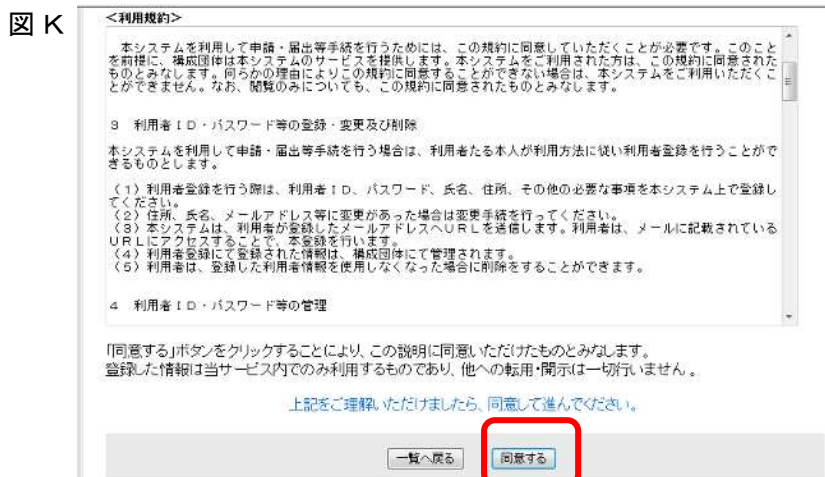 図 K
＜利用規約＞
本システムを利用して申請・届出等手続を行うためには、この規約に同意していただくことが必要です。このこと
を前提に、構成団体は本システムのサービスを提供します。本システムをご利用された方は、この規約に同意された
ものとみなします。何らかの理由によりこの規約に同意することができない場合は、本システムをご利用いただくこ
とができません。なお、閲覧のみについても、この規約に同意されたものとみなします。
3　利用者ＩＤ・パスワード等の登録・変更及び削除
本システムを利用して申請・届出等手続を行う場合は、利用者たる本人が利用方法に従い利用者登録を行うことがで
きるものとします。
（１）利用者登録を行う際は、利用者ＩＤ、パスワード、氏名、住所、その他の必要な事項を本システム上で登録し
てください。
（２）住所、氏名、メールアドレス等に変更があった場合は変更手続を行ってください。
（３）本システムは、利用者が登録したメールアドレスへＵＲＬを送信します。利用者は、メールに記載されている
ＵＲＬにアクセスすることで、本登録を行います。
（４）利用者登録にて登録された情報は、構成団体にて管理されます。
（５）利用者は、登録した利用者情報を使用しなくなった場合に削除をすることができます。
4　利用者ＩＤ・パスワード等の管理
「同意する」ボタンをクリックすることにより、この説明に同意いただけたものとみなします。
登録した情報は当サービス内でのみ利用するものであり、他への転用・開示は一切行いません。
上記をご理解いただけましたら、同意して進んでください。
一覧へ戻る　同意する